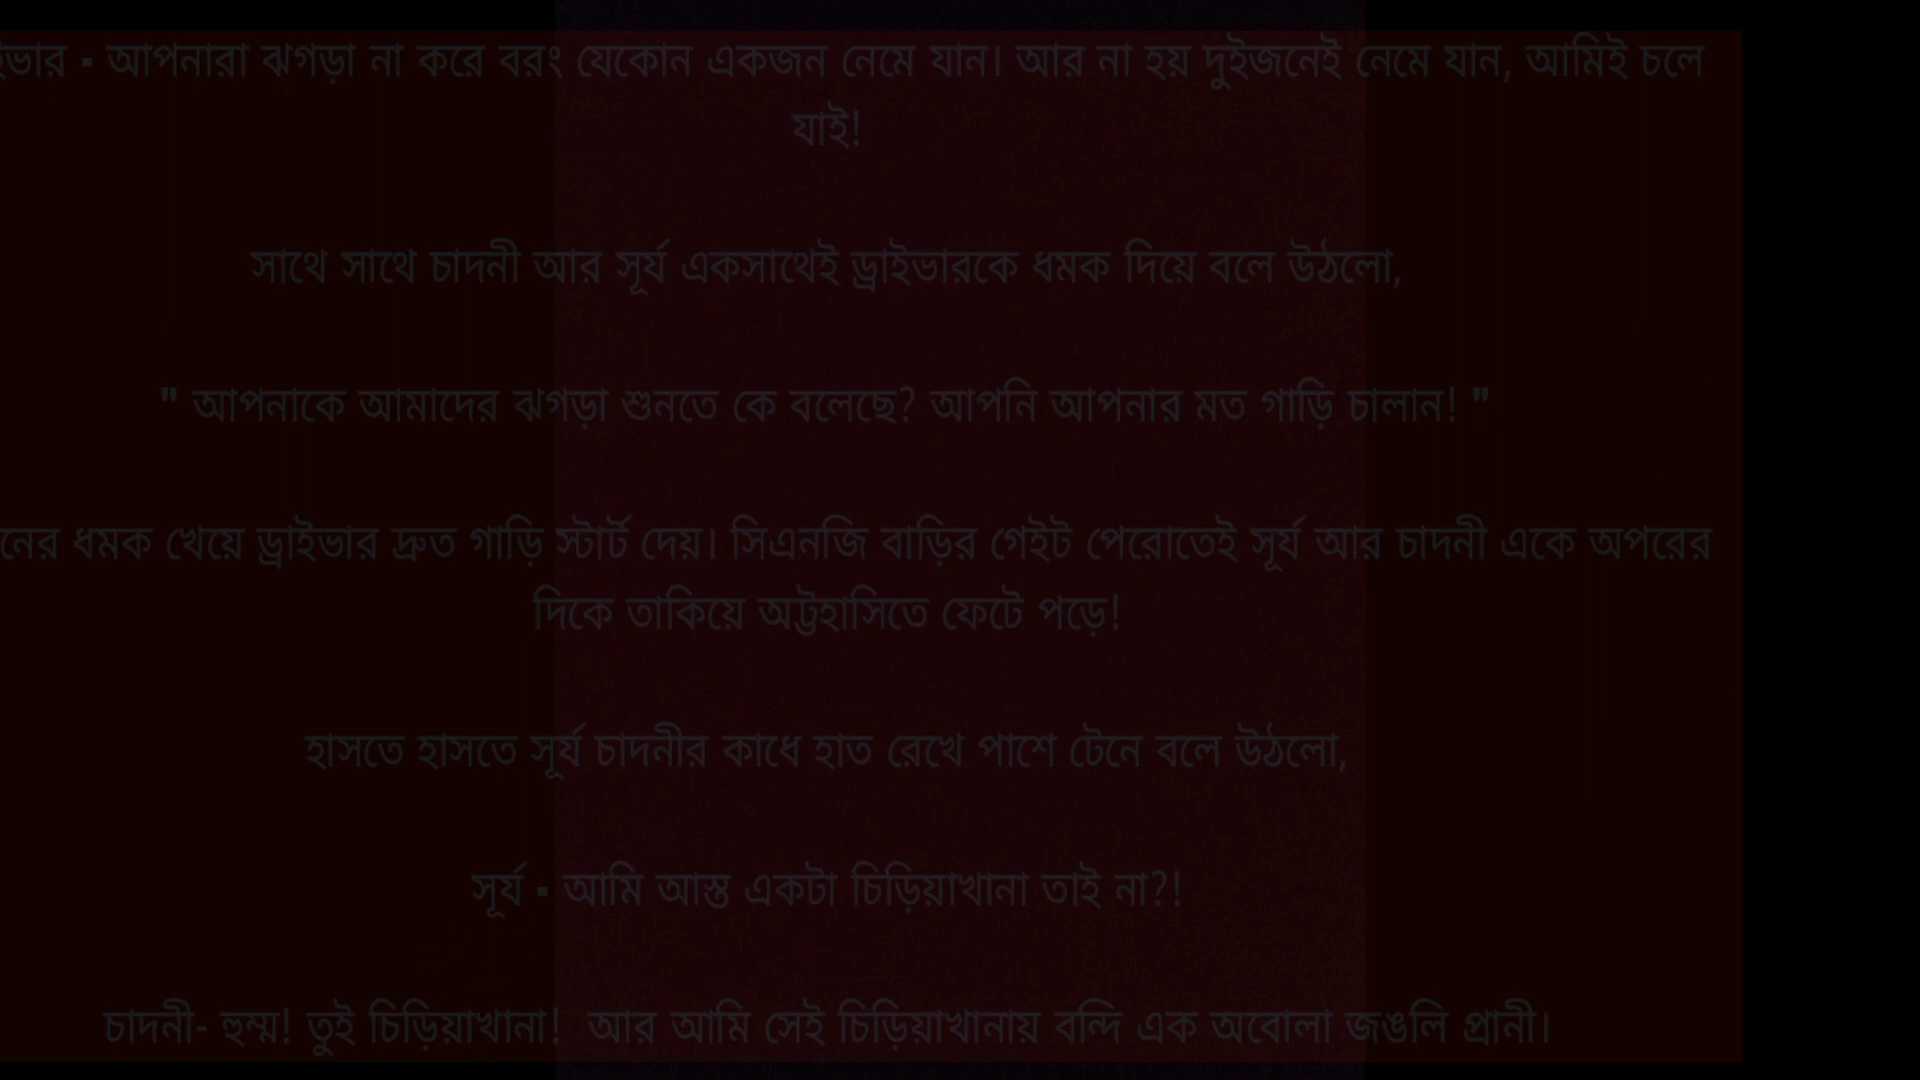 ইভার - আপনারা ঝগড়া না করে বরং যেকোন একজন নেমে যান। আর না হয় দুইজনেই নেমে যান, আমিই চলে
যাই!
সাথে সাথে চাদনী আর সূর্য একসাথেই ড্রাইভারকে ধমক দিয়ে বলে উঠলো,
" আপনাকে আমাদের ঝগড়া শুনতে কে বলেছে? আপনি আপনার মত গাড়ি চালান! "
নের ধমক খেয়ে ড্রাইভার দ্রুত গাড়ি স্টার্ট দেয়। সিএনজি বাড়ির গেইট পেরোতেই সূর্য আর চাদনী একে অপরের
দিকে তাকিয়ে অট্টহাসিতে ফেটে পড়ে!
হাসতে হাসতে সূর্য চাদনীর কাধে হাত রেখে পাশে টেনে বলে উঠলো,
সূর্য - আমি আস্ত একটা চিড়িয়াখানা তাই না?!
চাদনী- হুম্ম! তুই চিড়িয়াখানা! আর আমি সেই চিড়িয়াখানায় বন্দি এক অবোলা জঙলি প্রানী।